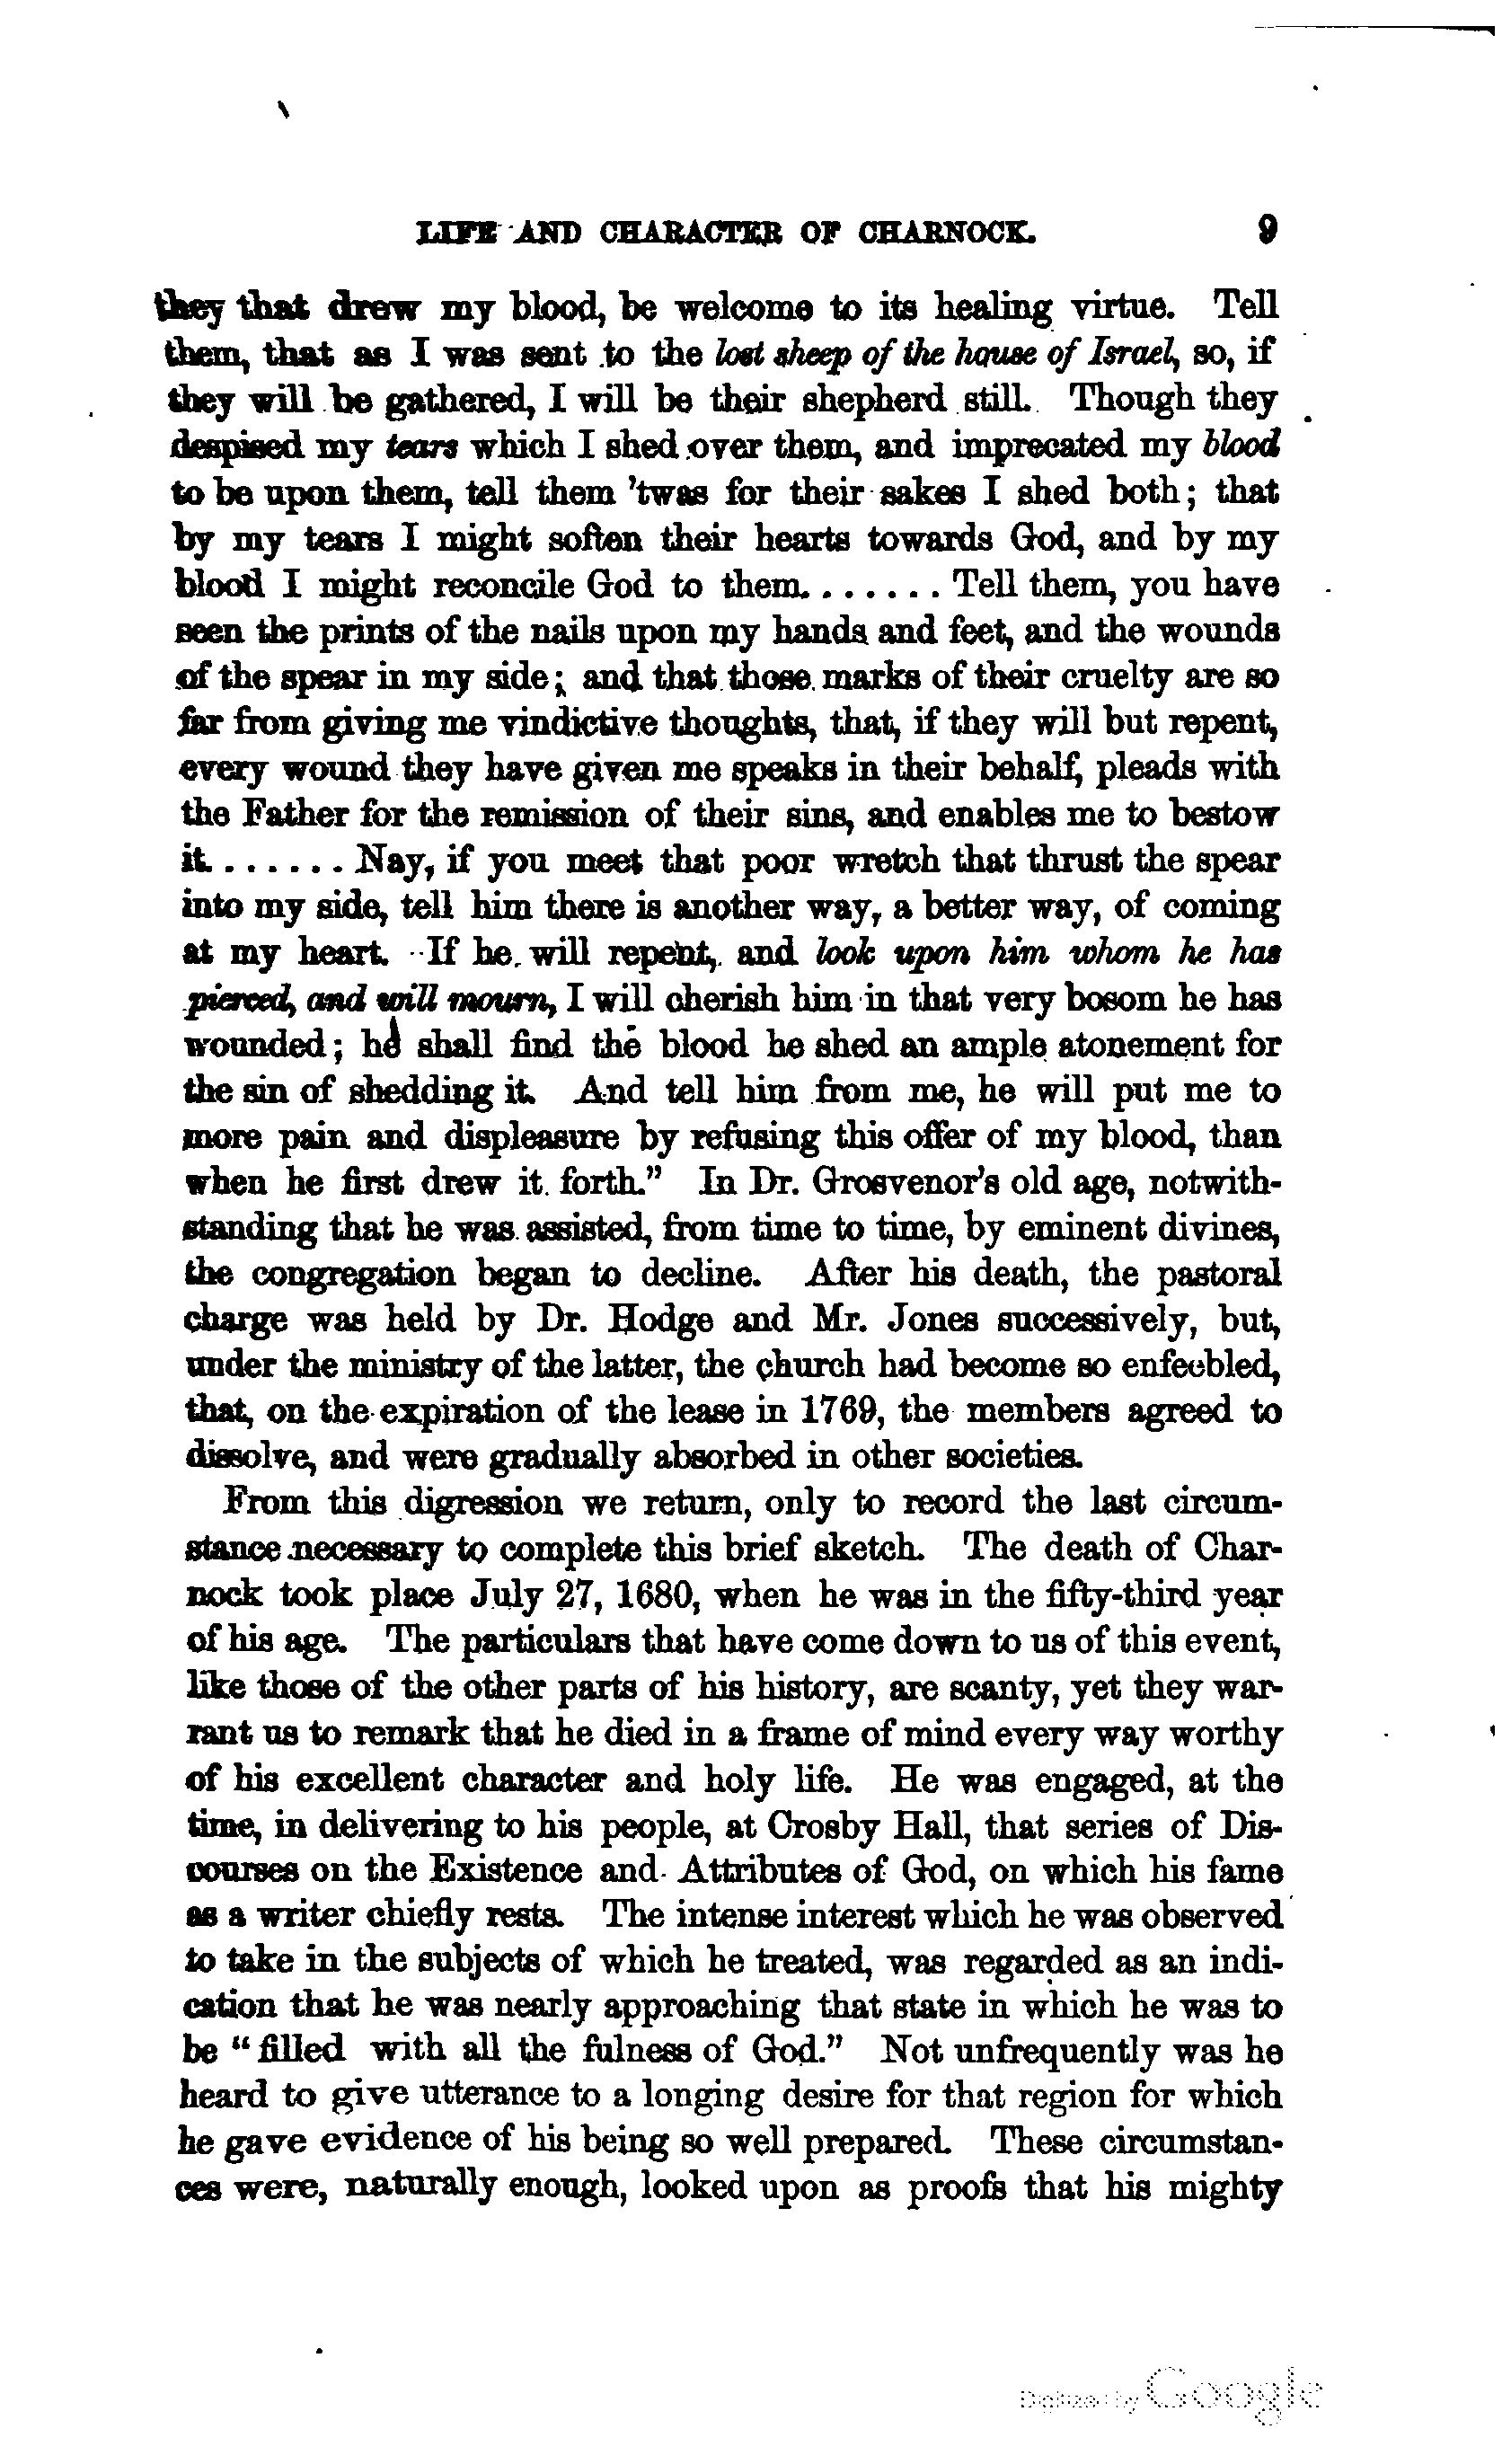 LIFE AND CHARACTER OF CHARNOCK. 9
they that drew my blood, be welcome to its healing virtue. Tell
them, that as I was sent to the lost sheep of the house of Israel, so, if
they will be gathered, I will be their shepherd still. Though they
despised my tears which I shed over them, and imprecated my blood
to be upon them, tell them 'twas for their sakes I shed both; that
by my tears I might soften their hearts towards God, and by my
blood I might reconcile God to them. . . . . . . Tell them, you have
seen the prints of the nails upon my hands and feet, and the wounds
of the spear in my side; and that those marks of their cruelty are so
far from giving me vindictive thoughts, that, if they will but repent,
every wound they have given me speaks in their behalf, pleads with
the Father for the remission of their sins, and enables me to bestow
it. . . . . . . Nay, if you meet that poor wretch that thrust the spear
into my side, tell him there is another way, a better way, of coming
at my heart. If he will repent, and look upon him whom he has
pierced, and will mourn, I will cherish him in that very bosom he has
wounded; he shall find the blood he shed an ample atonement for
the sin of shedding it. And tell him from me, he will put me to
more pain and displeasure by refusing this offer of my blood, than
when he first drew it forth." In Dr. Grosvenor's old age, notwith-
standing that he was assisted, from time to time, by eminent divines,
the congregation began to decline. After his death, the pastoral
charge was held by Dr. Hodge and Mr. Jones successively, but,
under the ministry of the latter, the church had become so enfeebled,
that, on the expiration of the lease in 1769, the members agreed to
dissolve, and were gradually absorbed in other societies.
From this digression we return, only to record the last circum-
stance necessary to complete this brief sketch. The death of Char-
nock took place July 27, 1680, when he was in the fifty-third year
of his age. The particulars that have come down to us of this event,
like those of the other parts of his history, are scanty, yet they war-
rant us to remark that he died in a frame of mind every way worthy
of his excellent character and holy life. He was engaged, at the
time, in delivering to his people, at Crosby Hall, that series of Dis-
courses on the Existence and Attributes of God, on which his fame
as a writer chiefly rests. The intense interest which he was observed
to take in the subjects of which he treated, was regarded as an indi-
cation that he was nearly approaching that state in which he was to
be "filled with all the fulness of God." Not unfrequently was he
heard to give utterance to a longing desire for that region for which
he gave evidence of his being so well prepared. These circumstan-
ces were, naturally enough, looked upon as proofs that his mighty
Digitized by Google